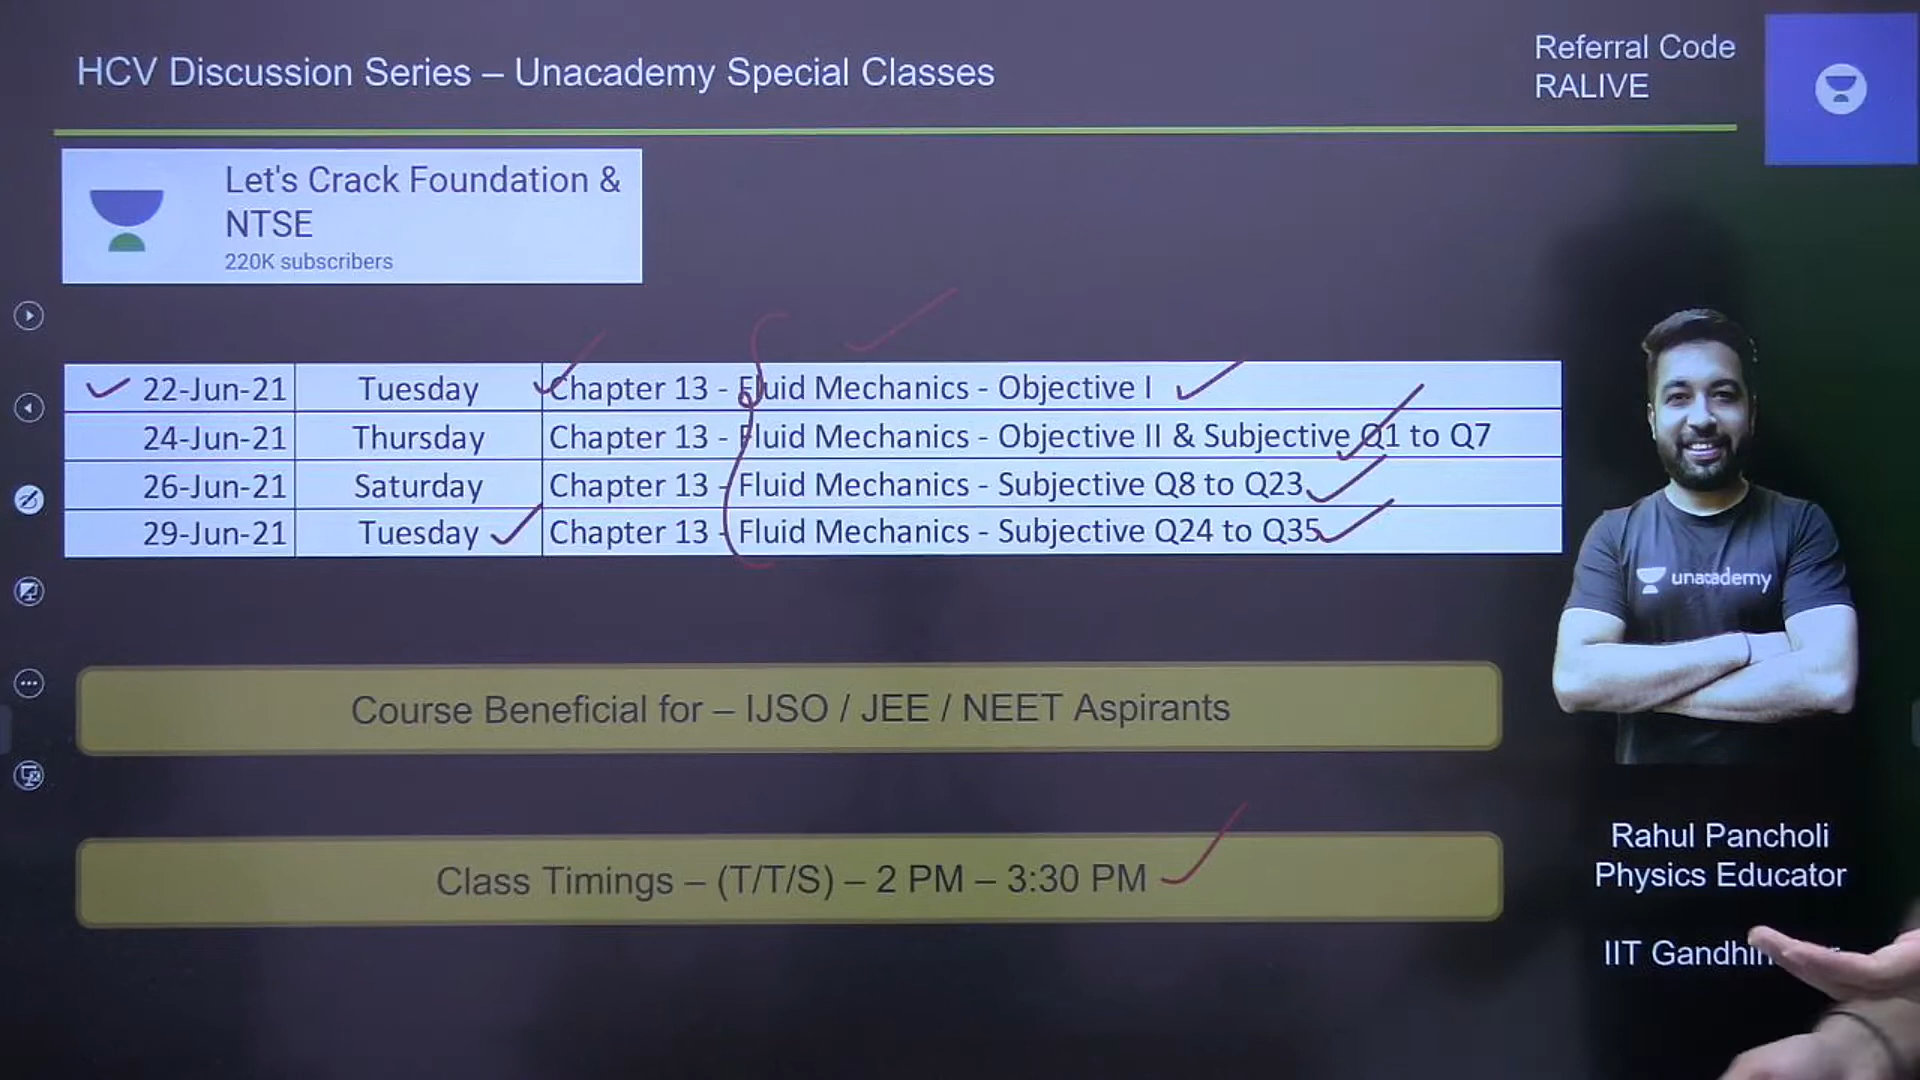 HCV Discussion Series – Unacademy Special Classes
Referral Code
RALIVE
Let's Crack Foundation &
NTSE
220K subscribers
22-Jun-21 Tuesday Chapter 13 - Fluid Mechanics - Objective I
24-Jun-21 Thursday Chapter 13 - Fluid Mechanics - Objective II & Subjective Q1 to Q7
26-Jun-21 Saturday Chapter 13 - Fluid Mechanics - Subjective Q8 to Q23
29-Jun-21 Tuesday Chapter 13 - Fluid Mechanics - Subjective Q24 to Q35
unacademy
Course Beneficial for – IJSO / JEE / NEET Aspirants
Class Timings – (T/T/S) – 2 PM – 3:30 PM
Rahul Pancholi
Physics Educator
IIT